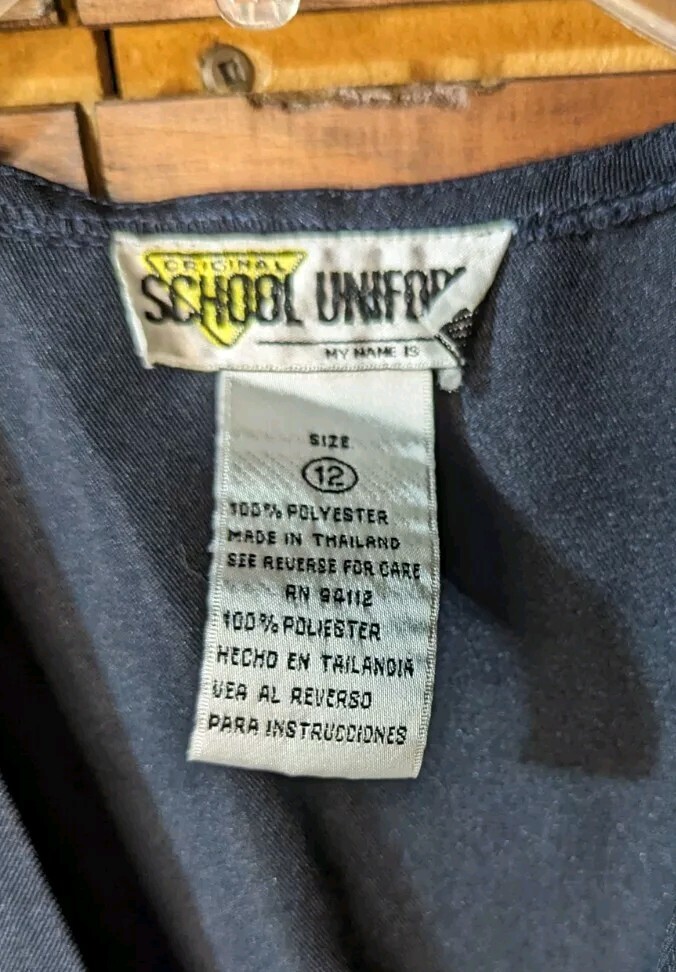 ORIGINAL
SCHOOL UNIFOR
MY NAME IS
SIZE
12
100% POLYESTER
MADE IN THAILAND
SEE REVERSE FOR CARE
RN 94112
100% POLIESTER
HECHO EN TAILANDIA
VEA AL REVERSO
PARA INSTRUCCIONES